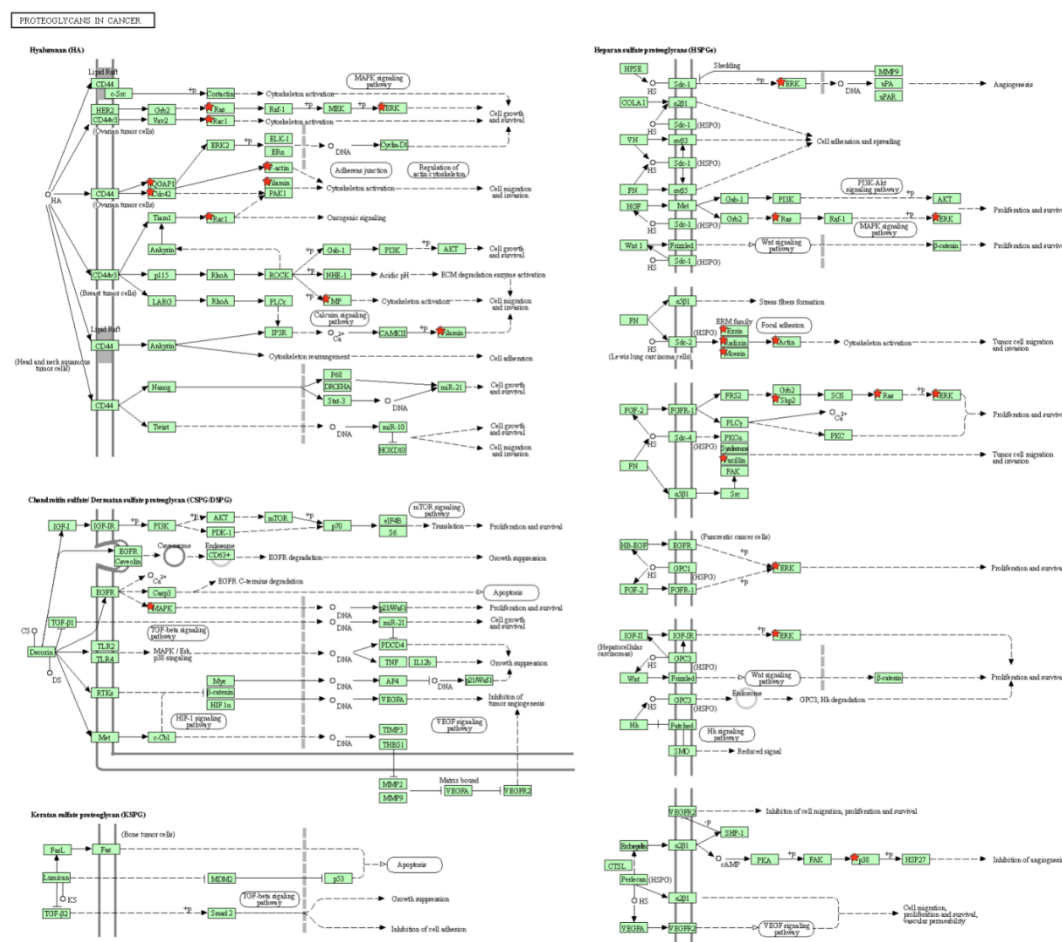 PROTEOGLYCANS IN CANCER
Hyaluronan (HA)
Lipid Raft
CD44
c-Src
Cortactin
Cytoskeleton activation
MAPK signaling
pathway
HER2
Grb2
Ras
Raf-1
+p
MEK
+p
ERK
Cell growth
and survival
CD44v3
Vav2
Rac1
Cytoskeleton activation
(Ovarian tumor cells)
ERK2
+p
ELK-1
ERα
DNA
Cyclin-D1
HA
CD44
(Ovarian tumor cells)
IQGAP1
Cdc42
F-actin
Filamin
PAK1
Adherens junction
Regulation of
actin cytoskeleton
Cytoskeleton activation
Cell migration
and invasion
Tiam1
Rac1
Oncogenic signaling
Ankyrin
Gab-1
PI3K
+p
AKT
Cell growth
and survival
CD44v3
(Breast tumor cells)
p115
RhoA
ROCK
+p
NHE-1
Acidic pH
ECM degradation enzyme activation
MP
Cytoskeleton activation
Cell migration
and invasion
LARG
RhoA
PLCε
Calcium signaling
pathway
Lipid Raft
IP3R
Ca2+
CAMKII
+p
Filamin
CD44
Ankyrin
(Head and neck squamous
tumor cells)
Cytoskeleton rearrangement
Cell adhesion
Nanog
P68
DROSHA
Stat-3
DNA
miR-21
Cell growth
and survival
CD44
Twist
DNA
miR-10
HOXD10
Cell growth
and survival
Cell migration
and invasion
Chondroitin sulfate/ Dermatan sulfate proteoglycan (CSPG/DSPG)
IGF-I
IGF-IR
+p
PI3K
+p
AKT
PDK-1
mTOR
+p
p70
eIF4B
S6
mTOR signaling
pathway
Translation
Proliferation and survival
EGFR
Caveolin
Caveosome
Endosome
CD63+
EGFR degradation
Growth suppression
EGFR
Ca2+
Casp3
EGFR C-terminus degradation
Apoptosis
MAPK
DNA
p21/Waf1
Proliferation and survival
TGF-β1
TGF-beta signaling
pathway
DNA
miR-21
Cell growth
and survival
CS
Decorin
DS
TLR2
TLR4
MAPK / Erk,
p38 singaling
DNA
PDCD4
TNF
IL12b
Growth suppression
RTKs
Myc
β-catenin
HIF1α
DNA
AP4
DNA
p21/Waf1
VEGFA
Inhibiton of
tumor angiogenesis
HIF-1 signaling
pathway
VEGF signaling
pathway
Met
c-Cbl
DNA
TIMP3
THBS1
MMP2
MMP9
Matrix bound
VEGFA
VEGFR2
Keratan sulfate proteoglycan (KSPG)
(Bone tumor cells)
FasL
Fas
Apoptosis
Lumican
MDM2
p53
KS
TGF-β2
+p
Smad 2
TGF-beta signaling
pathway
Growth suppression
Inhibition of cell adhesion
Heparan sulfate proteoglycans (HSPGs)
HPSE
HS
Sdc-1
Shedding
+p
ERK
DNA
MMP9
uPA
uPAR
Angiogenesis
COLA1
α2β1
HS
Sdc-1
(HSPG)
VN
αvβ3
Cell adhesion and spreading
HS
Sdc-1
(HSPG)
FN
αvβ5
HGF
Met
Gab-1
PI3K
PI3K-Akt
signaling pathway
+p
AKT
Grb2
Ras
Raf-1
+p
+p
ERK
MAPK signaling
pathway
Proliferation and survival
HS
Sdc-1
(HSPG)
Wnt 1
Frizzled
Wnt signaling
pathway
β-catenin
Proliferation and survival
HS
Sdc-1
(HSPG)
α5β1
Stress fibers formation
FN
HS
(HSPG)
Sdc-2
(Lewis lung carcinoma cells)
ERM family
Ezrin
Radixin
Moesin
Focal adhesion
Actin
Cytoskeleton activation
Tumor cell migration
and invasion
FGF-2
FGFR-1
FRS2
Grb2
Shp2
SOS
Ras
+p
ERK
PLCγ
Ca2+
PKC
Proliferation and survival
HS
Sdc-4
(HSPG)
PKCα
Syndesmos
Paxillin
FAK
Tumor cell migration
and invasion
FN
α5β1
Src
HB-EGF
EGFR
(Pancreatic cancer cells)
HS
GPC1
(HSPG)
+p
+p
ERK
Proliferation and survival
FGF-2
FGFR-1
IGF-II
IGF-IR
+p
ERK
(Hepatocellular
carcinomas)
HS
GPC3
(HSPG)
Wnt
Frizzled
Wnt signaling
pathway
β-catenin
Proliferation and survival
HS
GPC3
(HSPG)
Endosome
GPC3, Hh degradation
Hh
Patched
Hh signaling
pathway
SMO
Reduced signal
VEGFR2
Inhibiton of cell migration, proliferation and survival
-p
SHP-1
Endorepellin
α2β1
cAMP
PKA
+p
FAK
+p
p38
+p
HSP27
Inhibition of angiogenesis
CTSL
Perlecan
(HSPG)
HS
α2β1
VEGFA
VEGFR2
VEGF signaling
pathway
Cell migration,
proliferation and survival,
vascular permeability